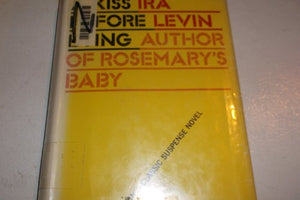 KISS IRA
FORE LEVIN
ING AUTHOR
OF ROSEMARY'S
BABY
CLASSIC SUSPENSE NOVEL